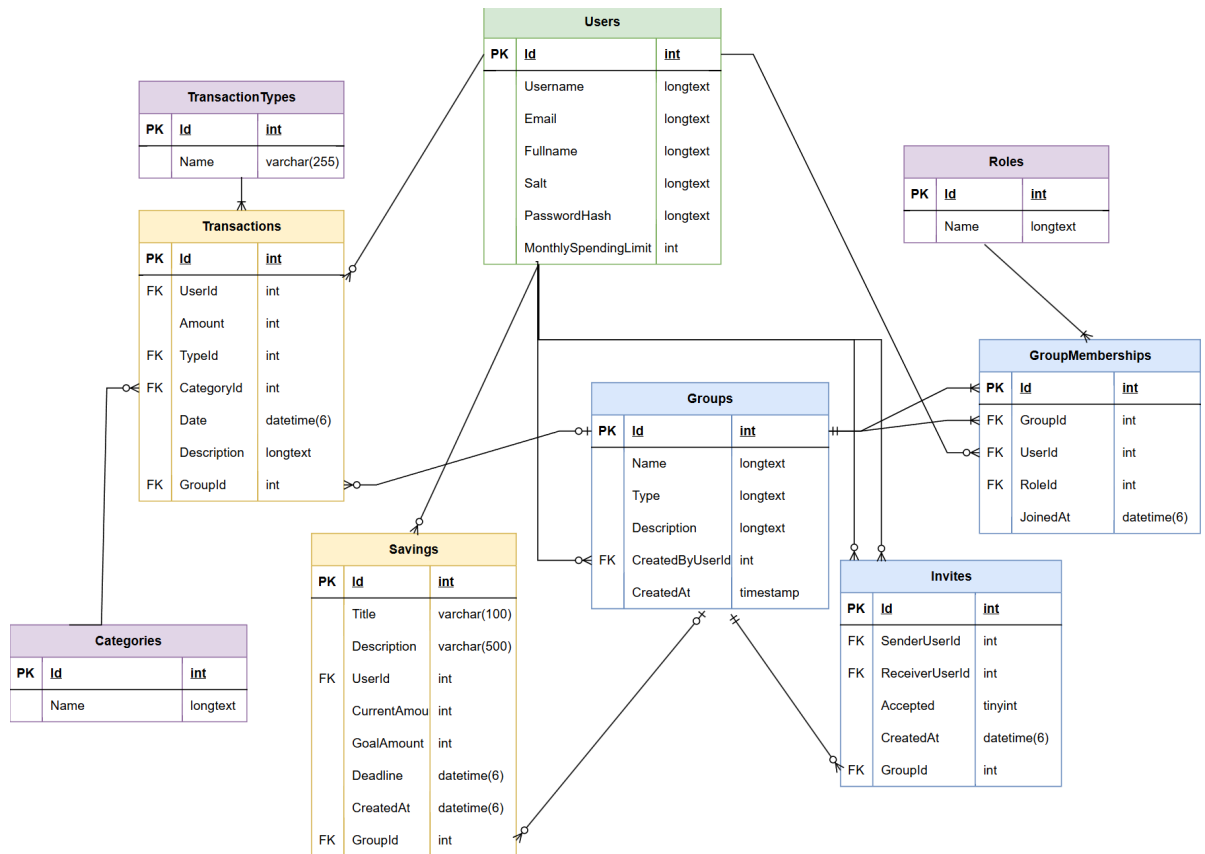 Users
PK Id int
Username longtext
Email longtext
Fullname longtext
Salt longtext
PasswordHash longtext
MonthlySpendingLimit int
TransactionTypes
PK Id int
Name varchar(255)
Roles
PK Id int
Name longtext
Transactions
PK Id int
FK UserId int
Amount int
FK TypeId int
FK CategoryId int
Date datetime(6)
Description longtext
FK GroupId int
GroupMemberships
PK Id int
FK GroupId int
FK UserId int
FK RoleId int
JoinedAt datetime(6)
Groups
PK Id int
Name longtext
Type longtext
Description longtext
FK CreatedByUserId int
CreatedAt timestamp
Savings
PK Id int
Title varchar(100)
Description varchar(500)
FK UserId int
CurrentAmou int
GoalAmount int
Deadline datetime(6)
CreatedAt datetime(6)
FK GroupId int
Invites
PK Id int
FK SenderUserId int
FK ReceiverUserId int
Accepted tinyint
CreatedAt datetime(6)
FK GroupId int
Categories
PK Id int
Name longtext